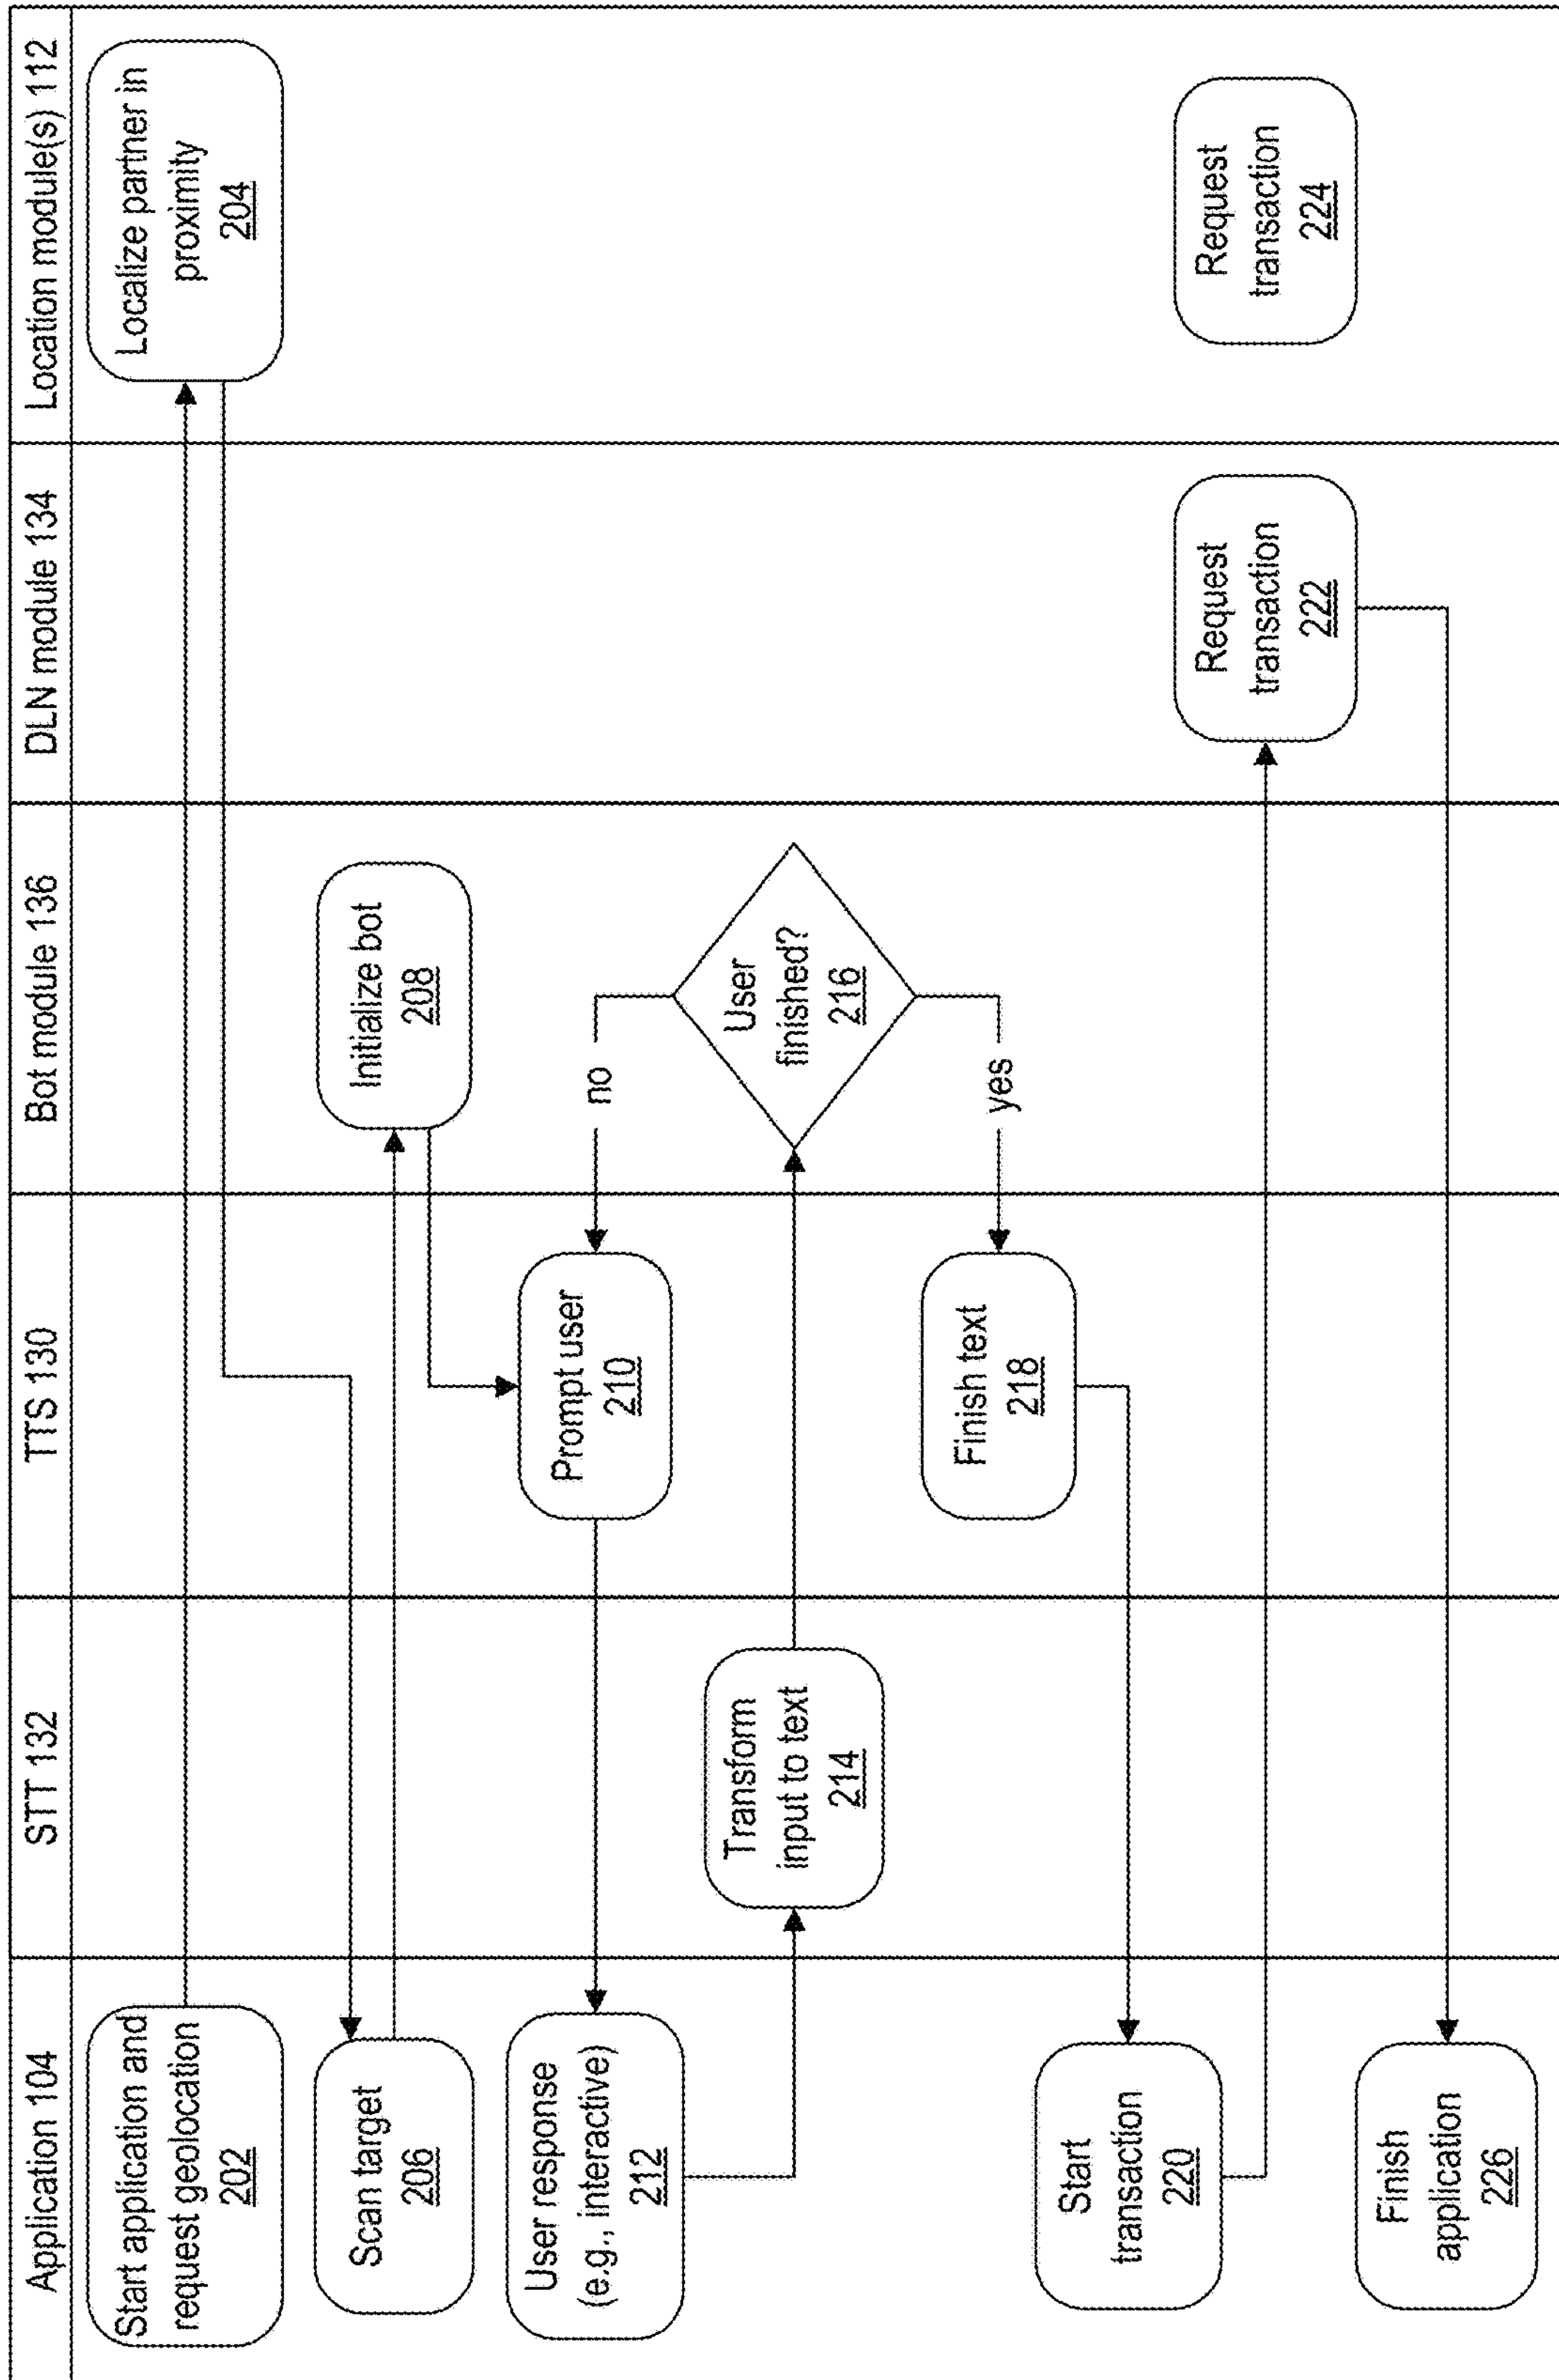 Application 104
STT 132
TTS 130
Bot module 136
DLN module 134
Location module(s) 112
Start application and
request geolocation
202
Localize partner in
proximity
204
Scan target
206
Initialize bot
208
Prompt user
210
no
User response
(e.g., interactive)
212
Transform
input to text
214
User
finished?
216
yes
Finish text
218
Start
transaction
220
Request
transaction
222
Request
transaction
224
Finish
application
226